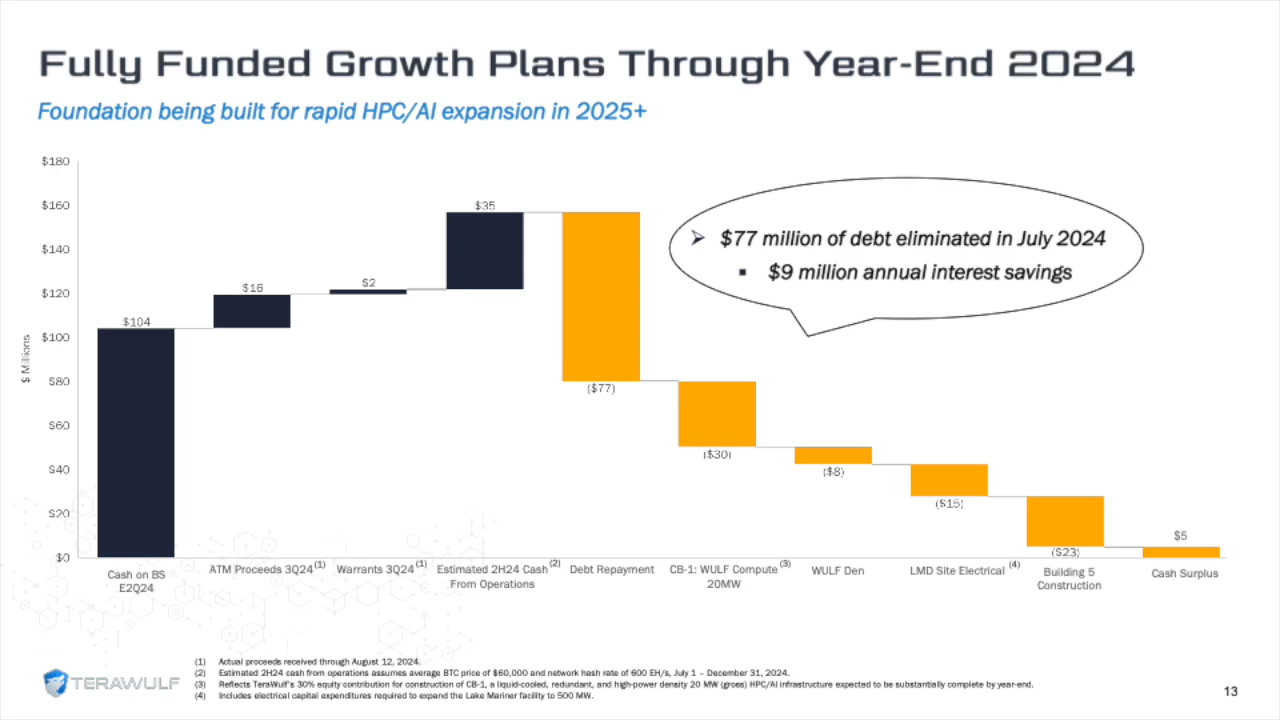 Fully Funded Growth Plans Through Year-End 2024
Foundation being built for rapid HPC/AI expansion in 2025+
$ Millions
$180
$160
$140
$120
$100
$80
$60
$40
$20
$0
$104
$16
$2
$35
($77)
($30)
($8)
($15)
($23)
$5
➢ $77 million of debt eliminated in July 2024
▪ $9 million annual interest savings
Cash on BS
E2Q24
ATM Proceeds 3Q24(1)
Warrants 3Q24(1)
Estimated 2H24 Cash(2)
From Operations
Debt Repayment
CB-1: WULF Compute(3)
20MW
WULF Den
LMD Site Electrical(4)
Building 5
Construction
Cash Surplus
(1) Actual proceeds received through August 12, 2024.
(2) Estimated 2H24 cash from operations assumes average BTC price of $60,000 and network hash rate of 600 EH/s, July 1 – December 31, 2024.
(3) Reflects TeraWulf's 30% equity contribution for construction of CB-1, a liquid-cooled, redundant, and high-power density 20 MW (gross) HPC/AI infrastructure expected to be substantially complete by year-end.
(4) Includes electrical capital expenditures required to expand the Lake Mariner facility to 500 MW.
TERAWULF
13